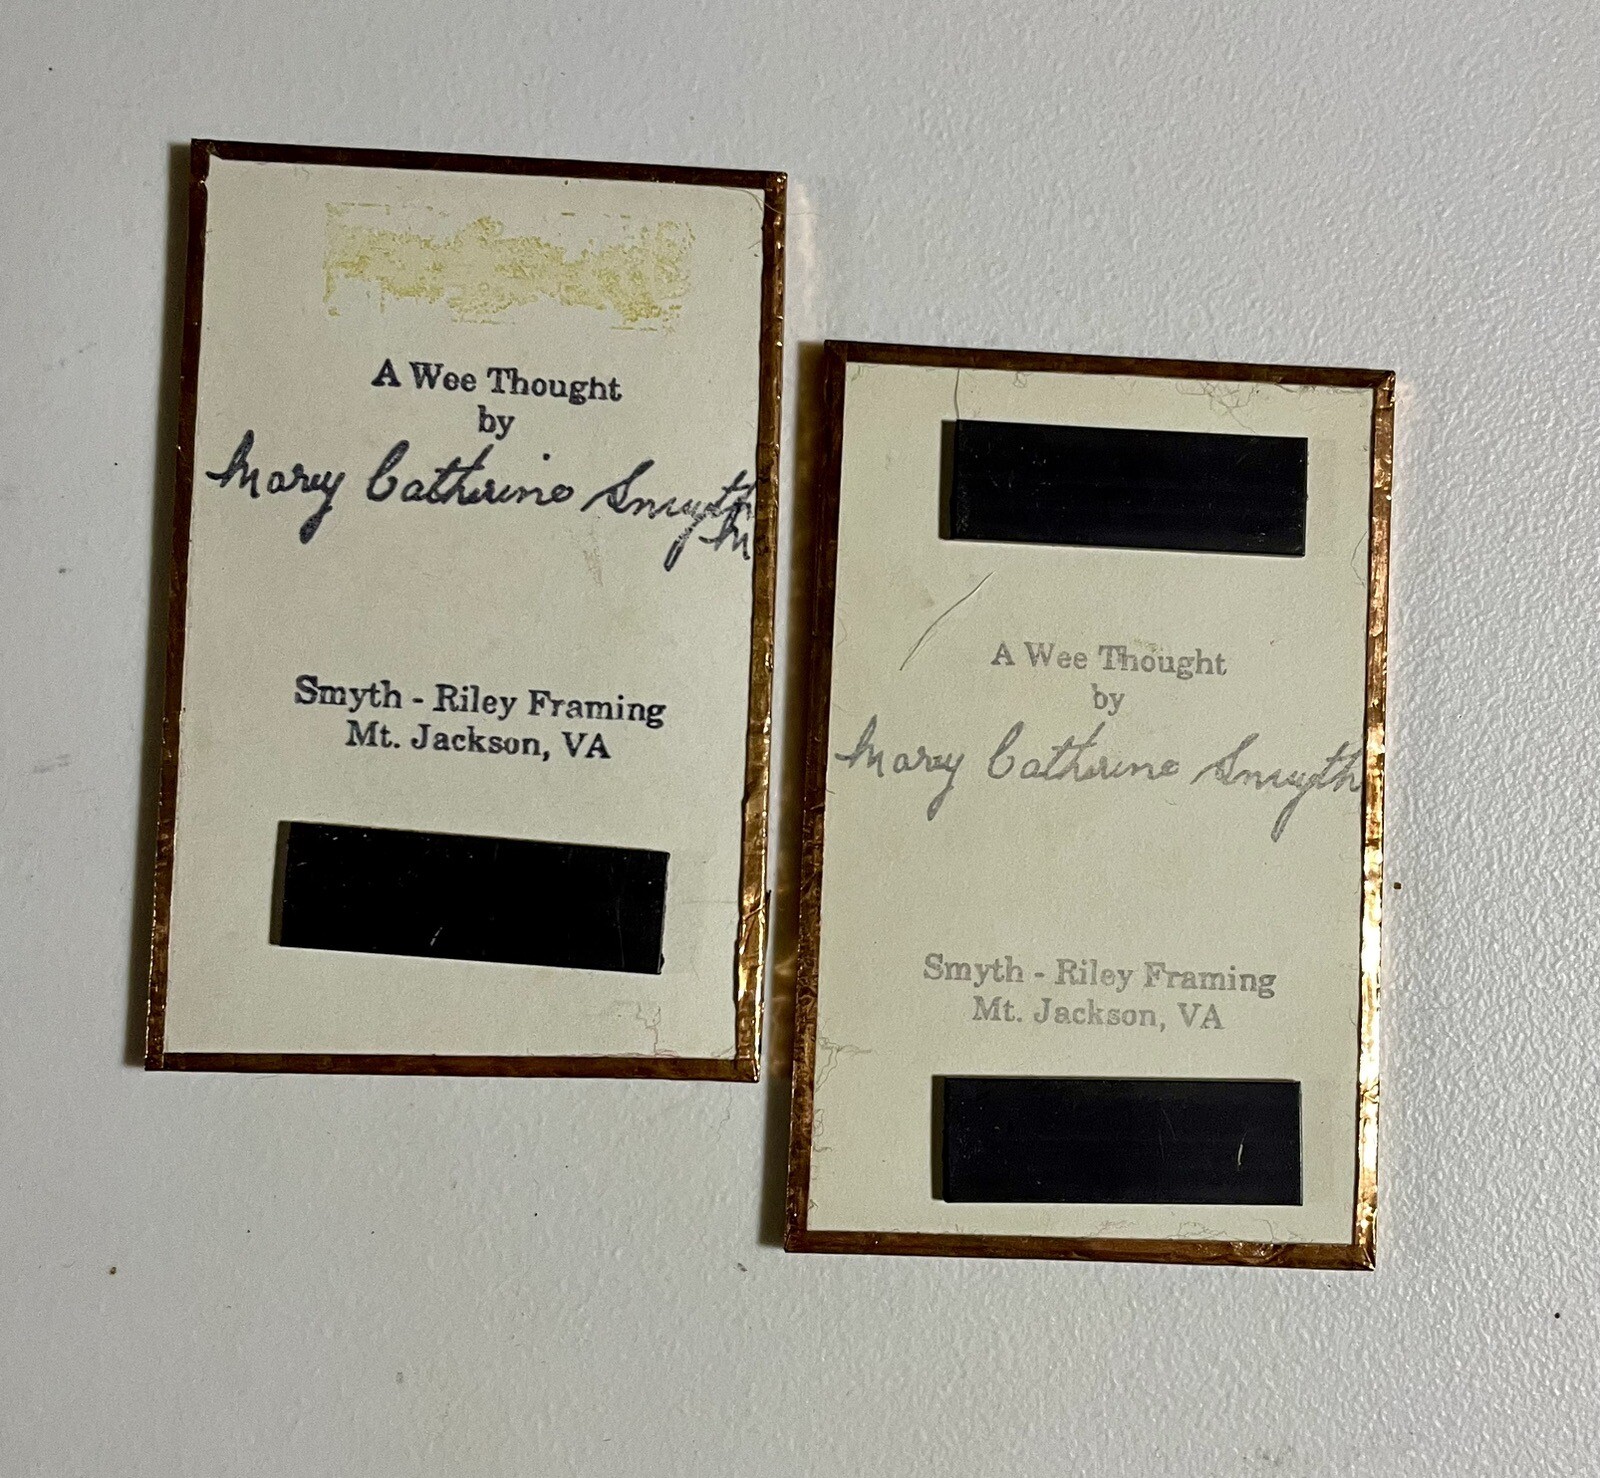 A Wee Thought
by
Mary Catherine Smyth
Smyth - Riley Framing
Mt. Jackson, VA
A Wee Thought
by
Mary Catherine Smyth
Smyth - Riley Framing
Mt. Jackson, VA